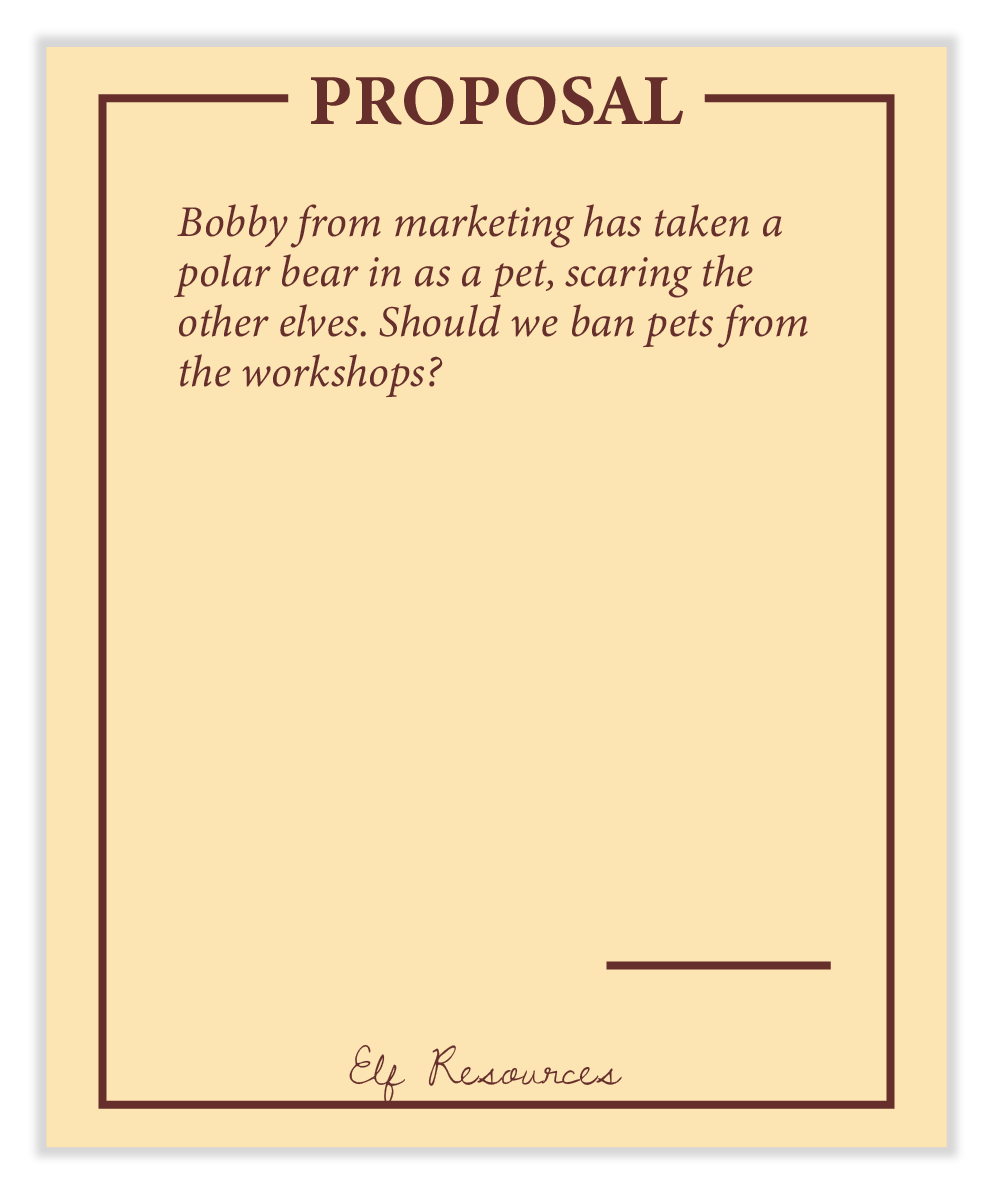 PROPOSAL
Bobby from marketing has taken a
polar bear in as a pet, scaring the
other elves. Should we ban pets from
the workshops?
Elf Resources